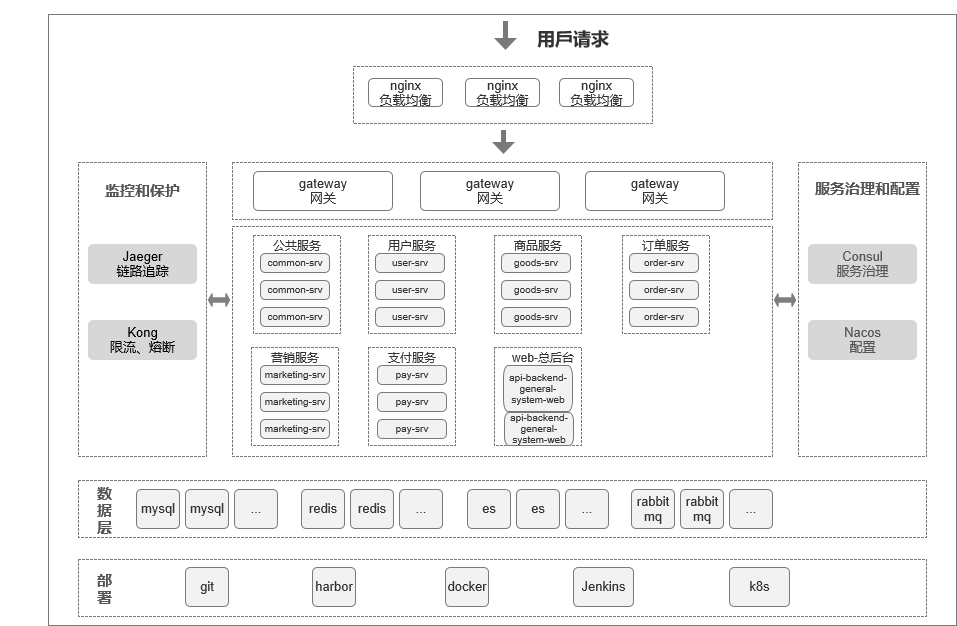 用戶请求
nginx
负载均衡
nginx
负载均衡
nginx
负载均衡
监控和保护
Jaeger
链路追踪
Kong
限流、熔断
gateway
网关
gateway
网关
gateway
网关
公共服务
common-srv
common-srv
common-srv
用户服务
user-srv
user-srv
user-srv
商品服务
goods-srv
goods-srv
goods-srv
订单服务
order-srv
order-srv
order-srv
营销服务
marketing-srv
marketing-srv
marketing-srv
支付服务
pay-srv
pay-srv
pay-srv
web-总后台
api-backend-
general-
system-web
api-backend-
general-
system-web
服务治理和配置
Consul
服务治理
Nacos
配置
数
据
层
mysql
mysql
...
redis
redis
...
es
es
...
rabbit
mq
rabbit
mq
...
部
署
git
harbor
docker
Jenkins
k8s